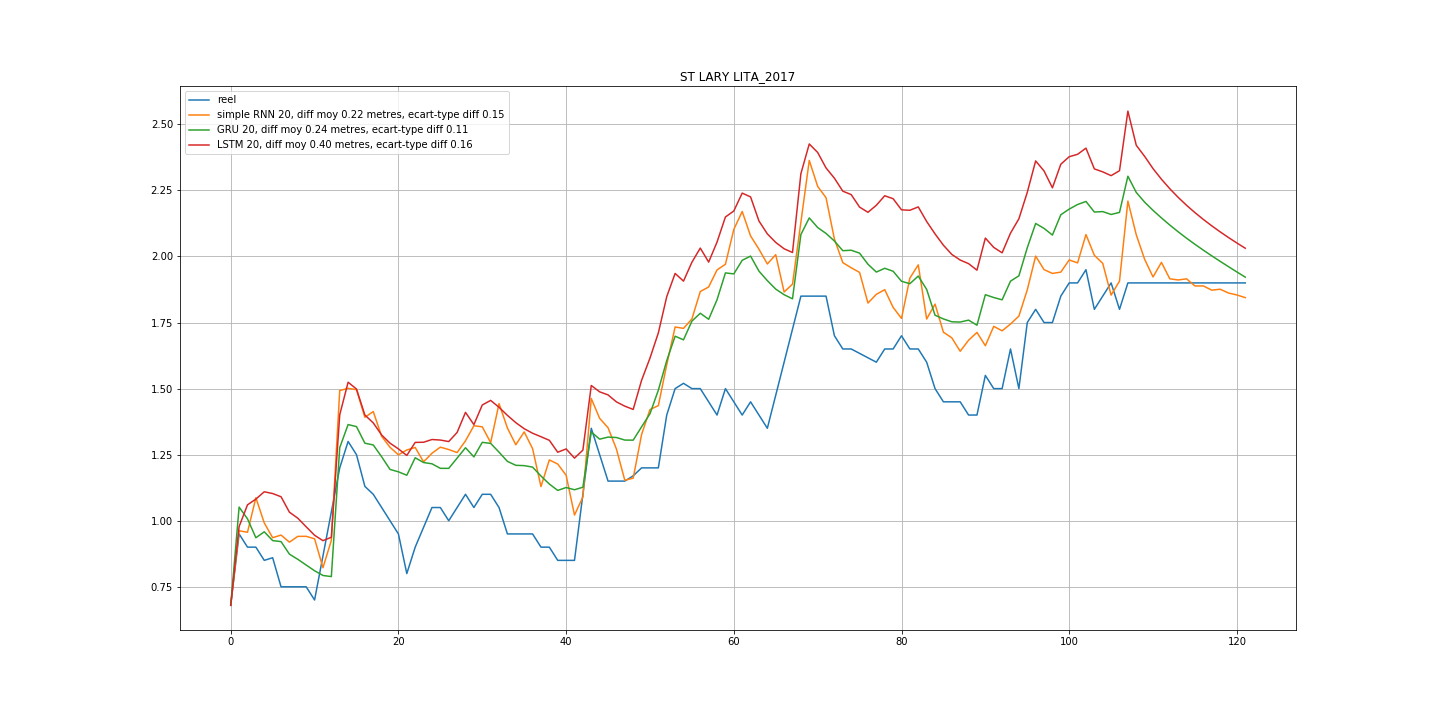 ST LARY LITA_2017
reel
simple RNN 20, diff moy 0.22 metres, ecart-type diff 0.15
GRU 20, diff moy 0.24 metres, ecart-type diff 0.11
LSTM 20, diff moy 0.40 metres, ecart-type diff 0.16
2.50
2.25
2.00
1.75
1.50
1.25
1.00
0.75
0 20 40 60 80 100 120